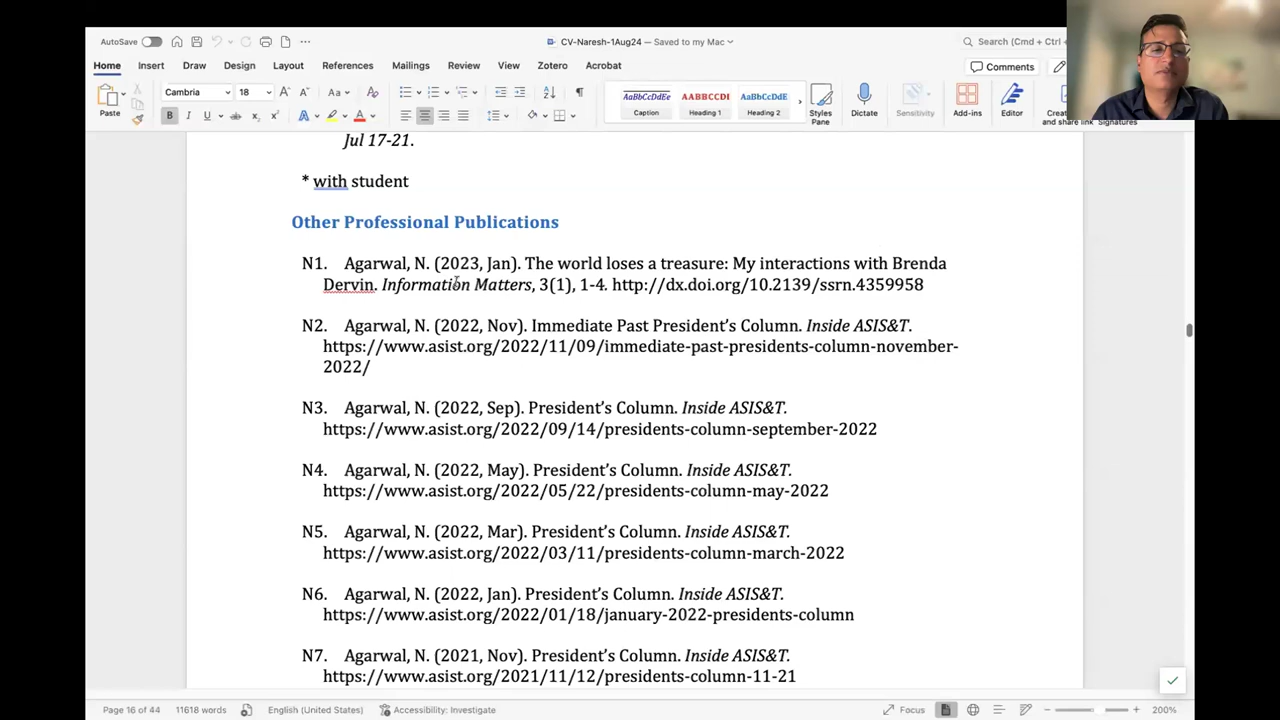 AutoSave
CV-Naresh-1Aug24 — Saved to my Mac
Search (Cmd + Ctrl +
Home Insert Draw Design Layout References Mailings Review View Zotero Acrobat
Comments
Paste
Cambria 18
AaBbCcDdEe AABBCCDI AaBbCcDdE
Caption Heading 1 Heading 2
Styles Pane
Dictate
Sensitivity
Add-ins
Editor
and share link Signatures
Jul 17-21.
* with student
Other Professional Publications
N1. Agarwal, N. (2023, Jan). The world loses a treasure: My interactions with Brenda
Dervin. Information Matters, 3(1), 1-4. http://dx.doi.org/10.2139/ssrn.4359958
N2. Agarwal, N. (2022, Nov). Immediate Past President’s Column. Inside ASIS&T.
https://www.asist.org/2022/11/09/immediate-past-presidents-column-november-
2022/
N3. Agarwal, N. (2022, Sep). President’s Column. Inside ASIS&T.
https://www.asist.org/2022/09/14/presidents-column-september-2022
N4. Agarwal, N. (2022, May). President’s Column. Inside ASIS&T.
https://www.asist.org/2022/05/22/presidents-column-may-2022
N5. Agarwal, N. (2022, Mar). President’s Column. Inside ASIS&T.
https://www.asist.org/2022/03/11/presidents-column-march-2022
N6. Agarwal, N. (2022, Jan). President’s Column. Inside ASIS&T.
https://www.asist.org/2022/01/18/january-2022-presidents-column
N7. Agarwal, N. (2021, Nov). President’s Column. Inside ASIS&T.
https://www.asist.org/2021/11/12/presidents-column-11-21
Page 16 of 44 11618 words English (United States) Accessibility: Investigate Focus 200%